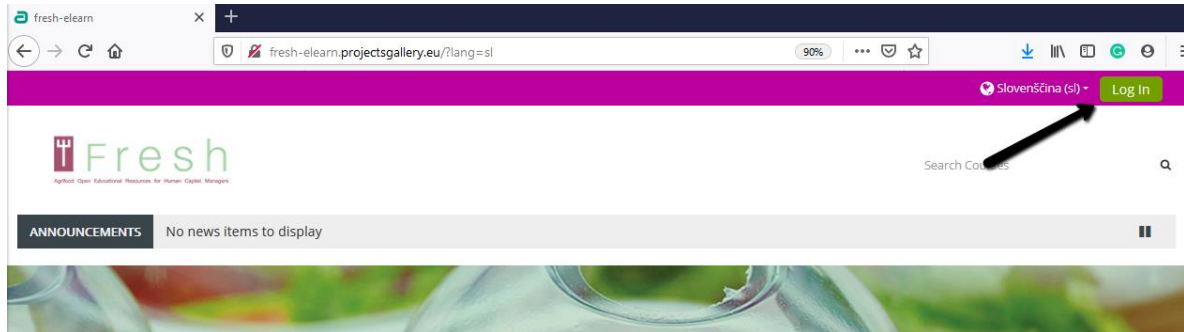 fresh-elearn
fresh-elearn.projectsgallery.eu/?lang=sl
90%
Slovenščina (sl)
Log In
Fresh
Agrifood Open Educational Resources for Human Capital Managers
Search Courses
ANNOUNCEMENTS No news items to display